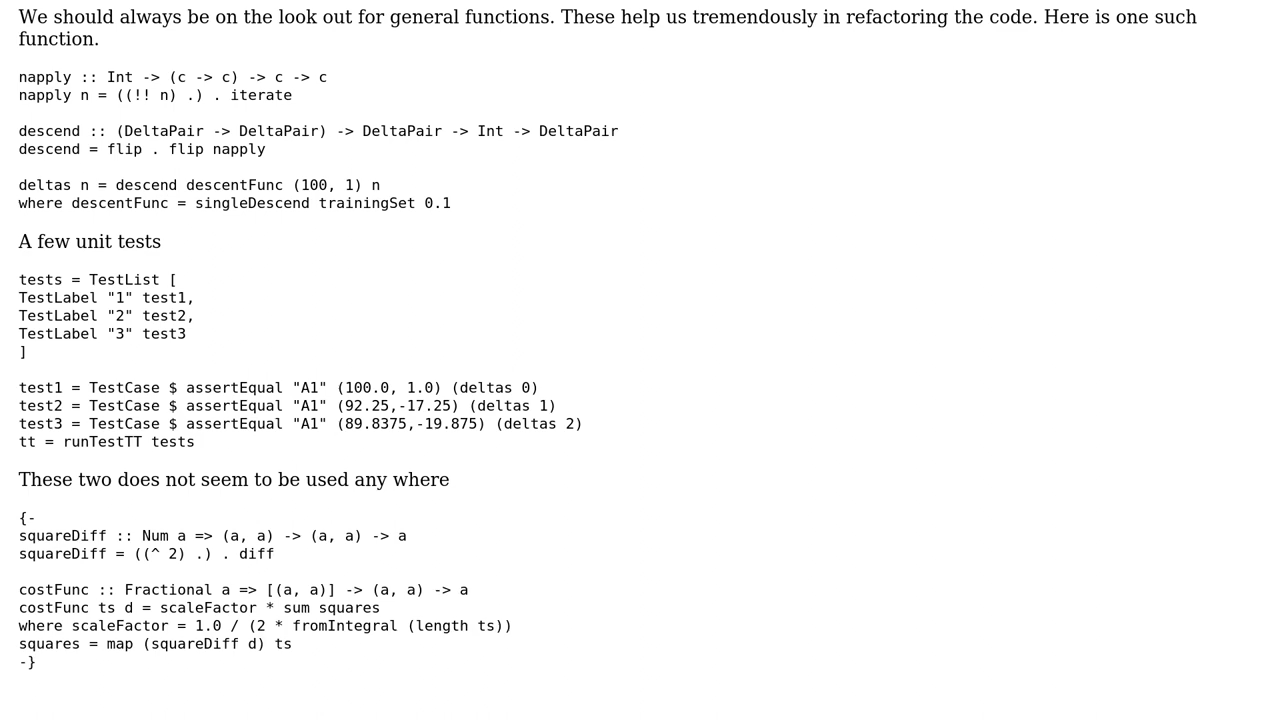 We should always be on the look out for general functions. These help us tremendously in refactoring the code. Here is one such
function.
napply :: Int -> (c -> c) -> c -> c
napply n = ((!! n) .) . iterate
descend :: (DeltaPair -> DeltaPair) -> DeltaPair -> Int -> DeltaPair
descend = flip . flip napply
deltas n = descend descentFunc (100, 1) n
where descentFunc = singleDescend trainingSet 0.1
A few unit tests
tests = TestList [
TestLabel "1" test1,
TestLabel "2" test2,
TestLabel "3" test3
]
test1 = TestCase $ assertEqual "A1" (100.0, 1.0) (deltas 0)
test2 = TestCase $ assertEqual "A1" (92.25,-17.25) (deltas 1)
test3 = TestCase $ assertEqual "A1" (89.8375,-19.875) (deltas 2)
tt = runTestTT tests
These two does not seem to be used any where
{-
squareDiff :: Num a => (a, a) -> (a, a) -> a
squareDiff = ((^ 2) .) . diff
costFunc :: Fractional a => [(a, a)] -> (a, a) -> a
costFunc ts d = scaleFactor * sum squares
where scaleFactor = 1.0 / (2 * fromIntegral (length ts))
squares = map (squareDiff d) ts
-}